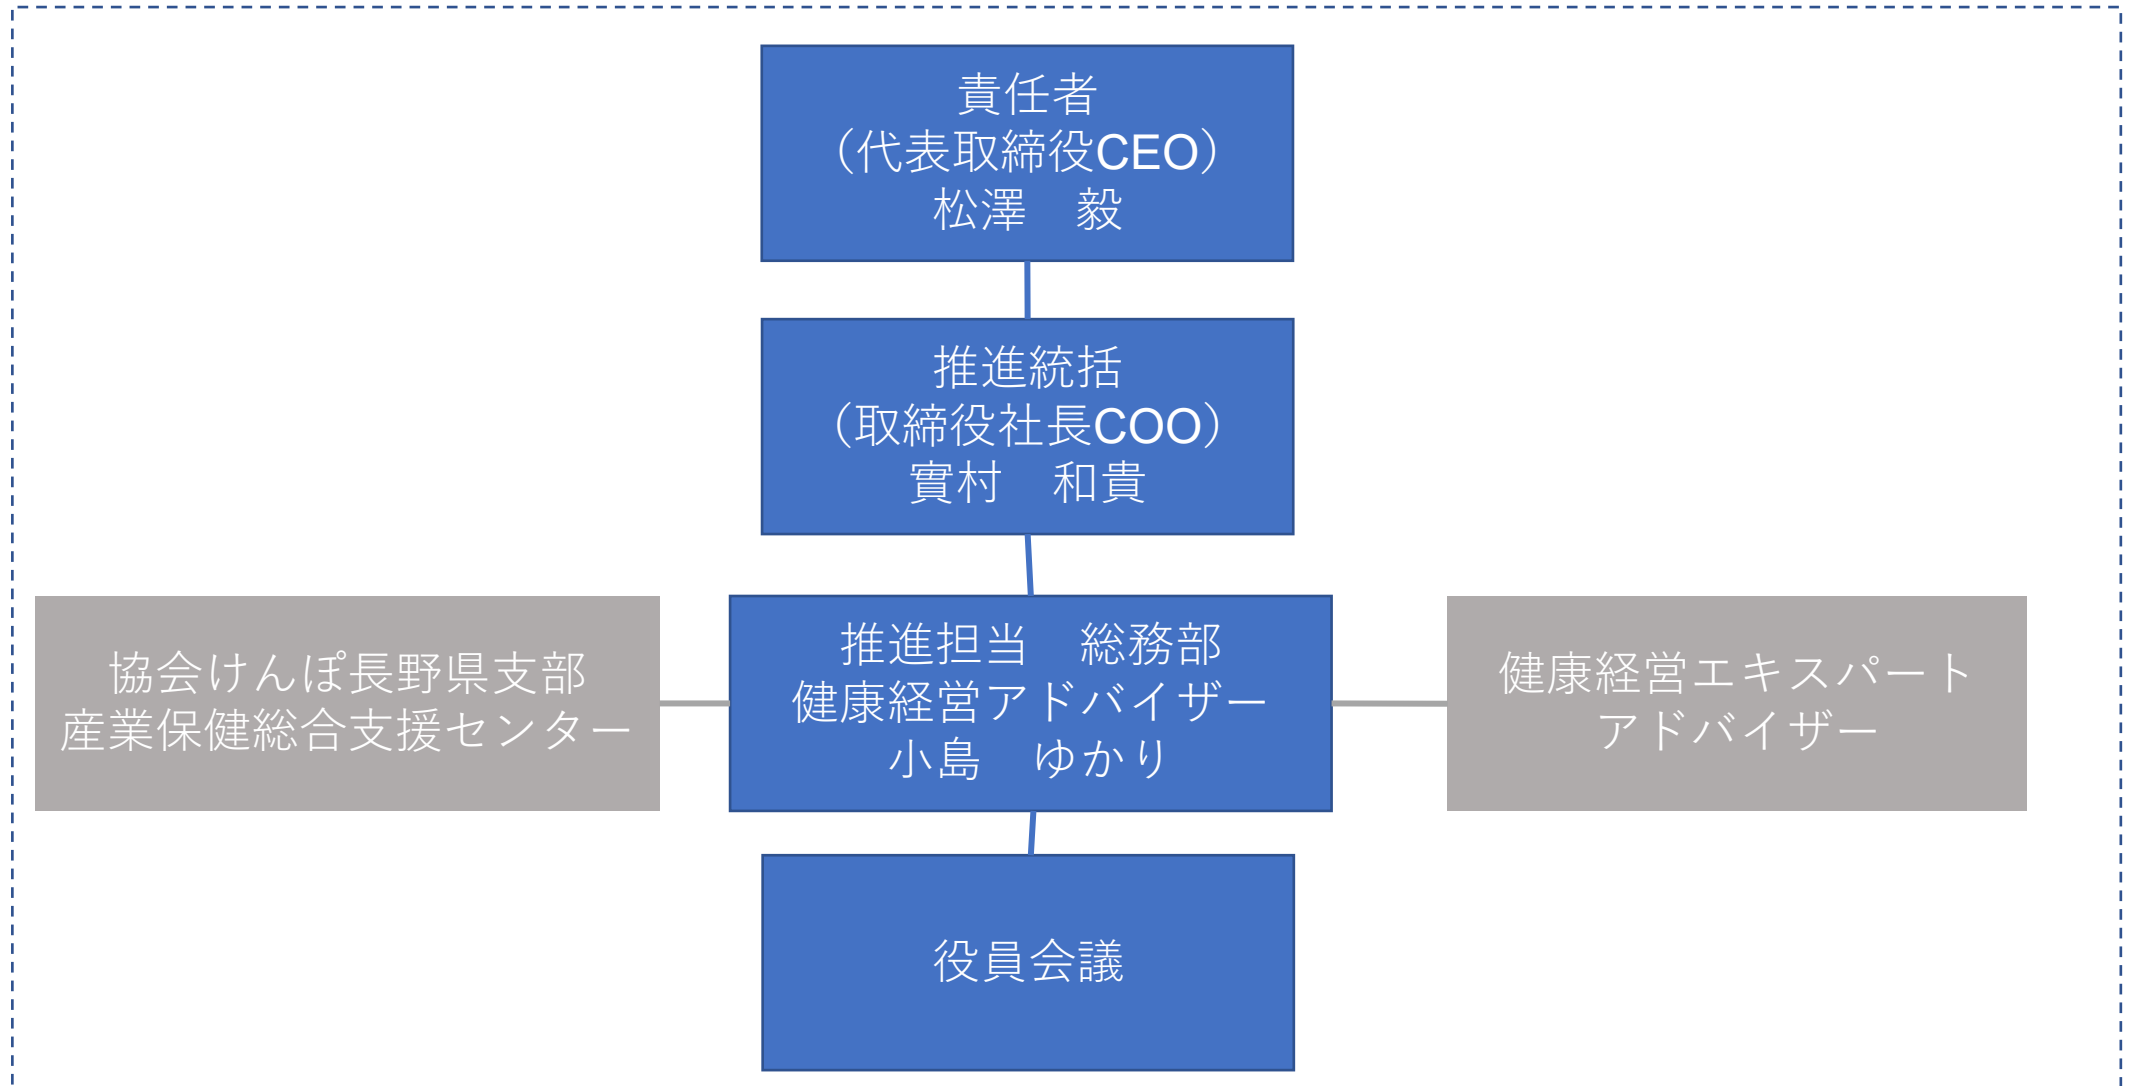 責任者
（代表取締役CEO）
松澤　毅
推進統括
（取締役社長COO）
實村　和貴
協会けんぽ長野県支部
産業保健総合支援センター
推進担当　総務部
健康経営アドバイザー
小島　ゆかり
健康経営エキスパート
アドバイザー
役員会議